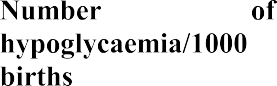 Number of
hypoglycaemia/1000
births